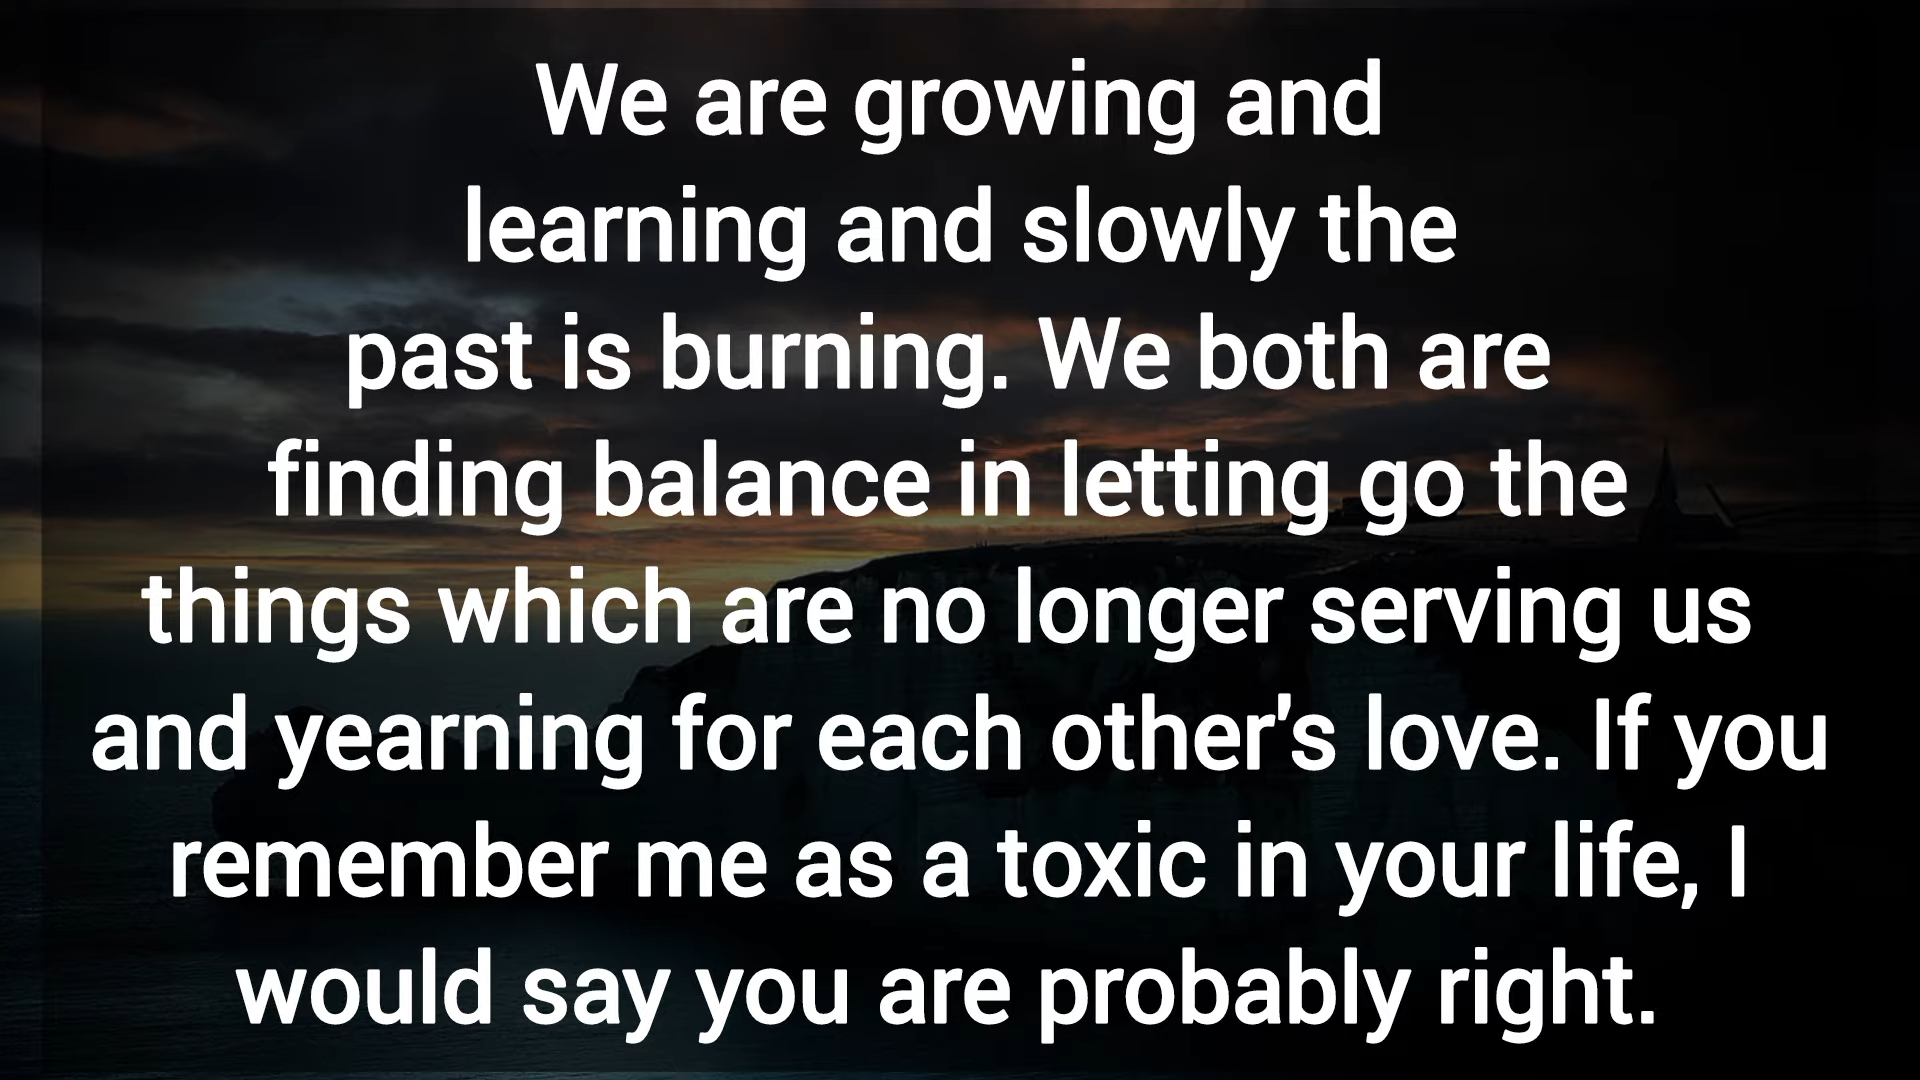 We are growing and
learning and slowly the
past is burning. We both are
finding balance in letting go the
things which are no longer serving us
and yearning for each other's love. If you
remember me as a toxic in your life, I
would say you are probably right.